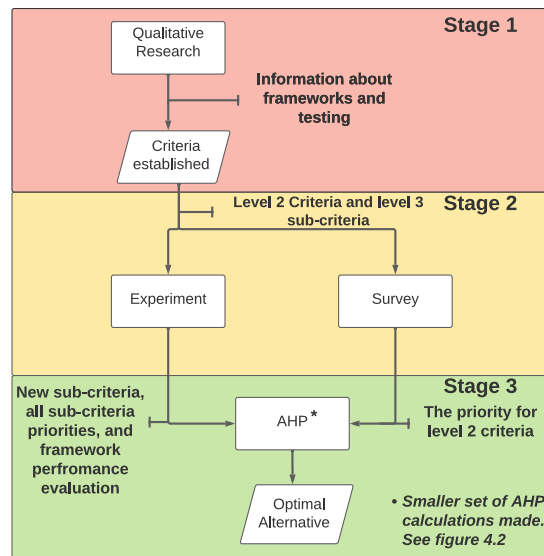 Stage 1
Qualitative
Research
Information about
frameworks and
testing
Criteria
established
Stage 2
Level 2 Criteria and level 3
sub-criteria
Experiment
Survey
Stage 3
New sub-criteria,
all sub-criteria
priorities, and
framework
perfromance
evaluation
AHP *
The priority for
level 2 criteria
Optimal
Alternative
• Smaller set of AHP
calculations made.
See figure 4.2